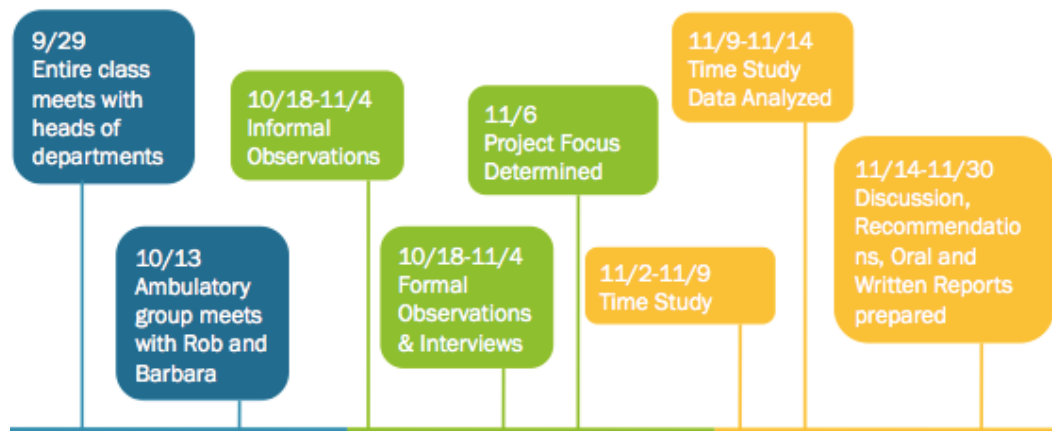 9/29
Entire class
meets with
heads of
departments
10/13
Ambulatory
group meets
with Rob and
Barbara
10/18-11/4
Informal
Observations
10/18-11/4
Formal
Observations
& Interviews
11/6
Project Focus
Determined
11/2-11/9
Time Study
11/9-11/14
Time Study
Data Analyzed
11/14-11/30
Discussion,
Recommendatio
ns, Oral and
Written Reports
prepared